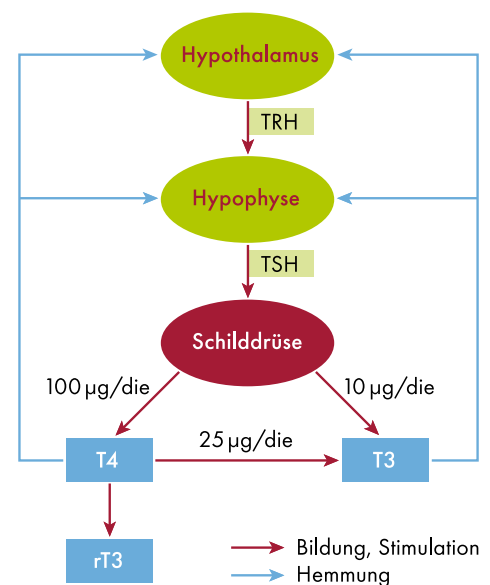 Hypothalamus
TRH
Hypophyse
TSH
Schilddrüse
100 µg/die
10 µg/die
25 µg/die
T4
T3
rT3
Bildung, Stimulation
Hemmung